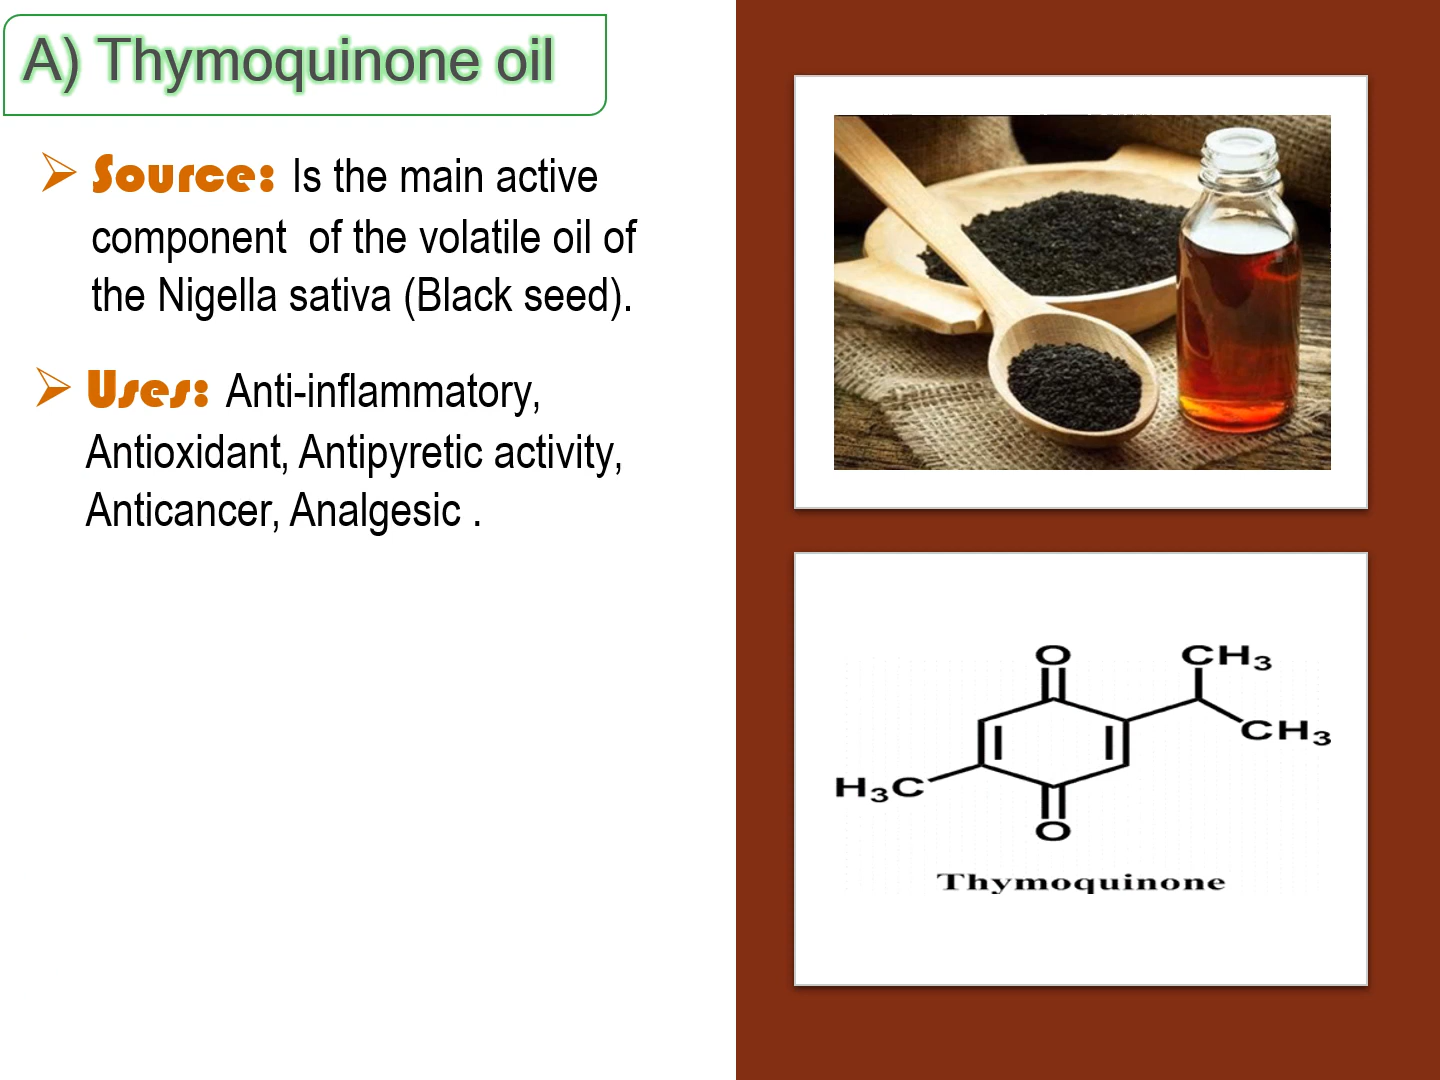 A) Thymoquinone oil
➢ Source: Is the main active
component of the volatile oil of
the Nigella sativa (Black seed).
➢ Uses: Anti-inflammatory,
Antioxidant, Antipyretic activity,
Anticancer, Analgesic .
O
CH3
CH3
H3C
O
Thymoquinone